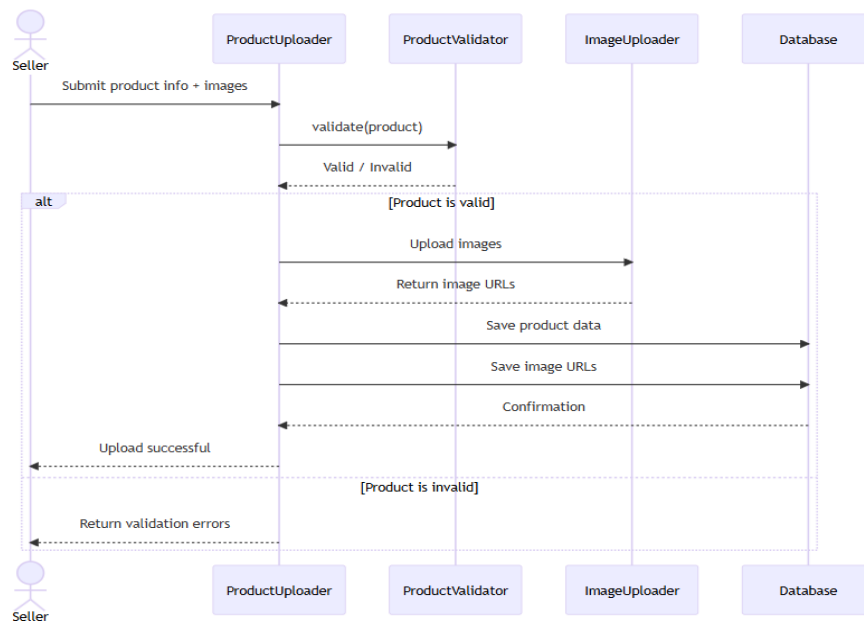 Seller
ProductUploader
ProductValidator
ImageUploader
Database
Submit product info + images
validate(product)
Valid / Invalid
alt
[Product is valid]
Upload images
Return image URLs
Save product data
Save image URLs
Confirmation
Upload successful
[Product is invalid]
Return validation errors
Seller
ProductUploader
ProductValidator
ImageUploader
Database